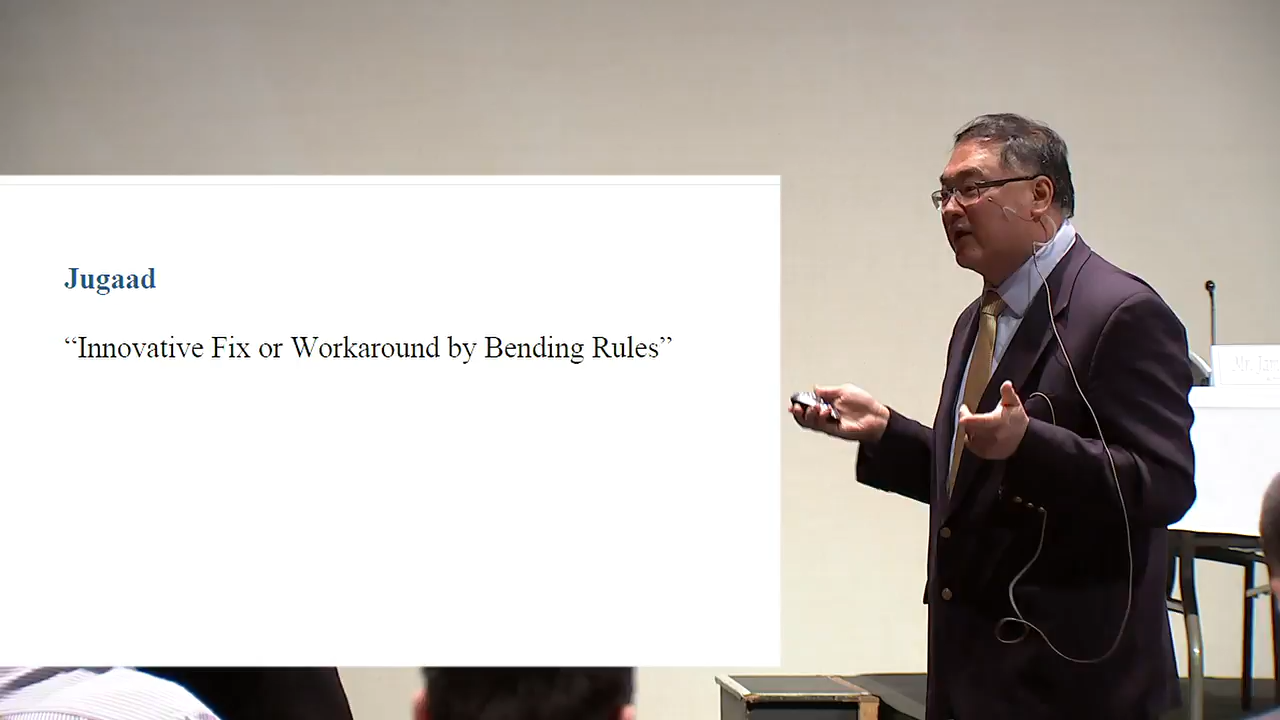 Jugaad
“Innovative Fix or Workaround by Bending Rules”